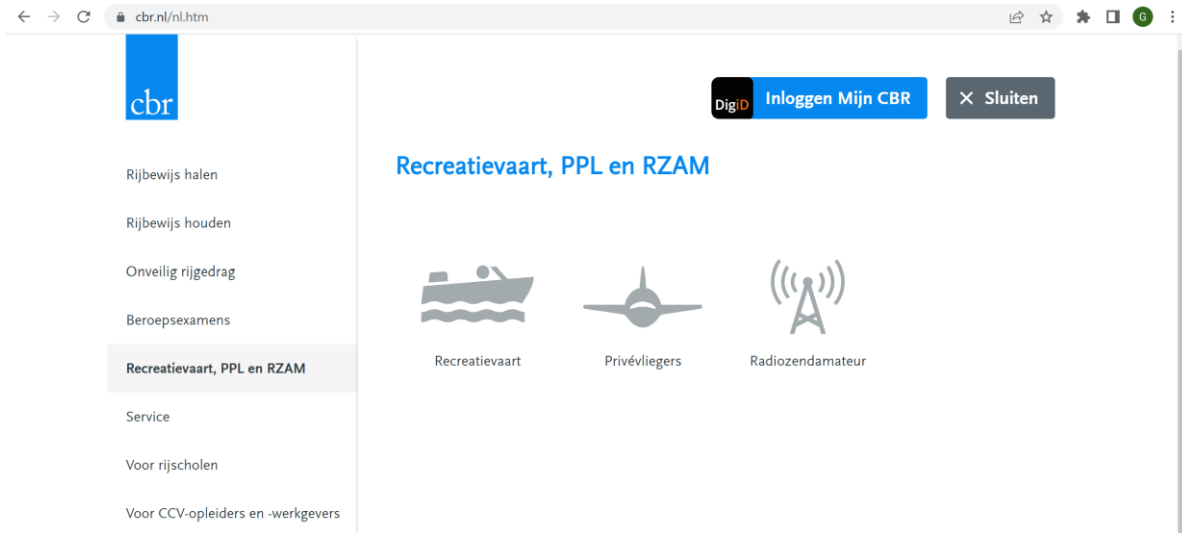 cbr.nl/nl.htm
G
cbr
DigiD Inloggen Mijn CBR
Sluiten
Rijbewijs halen
Rijbewijs houden
Onveilig rijgedrag
Beroepsexamens
Recreatievaart, PPL en RZAM
Service
Voor rijscholen
Voor CCV-opleiders en -werkgevers
Recreatievaart, PPL en RZAM
Recreatievaart
Privévliegers
Radiozendamateur